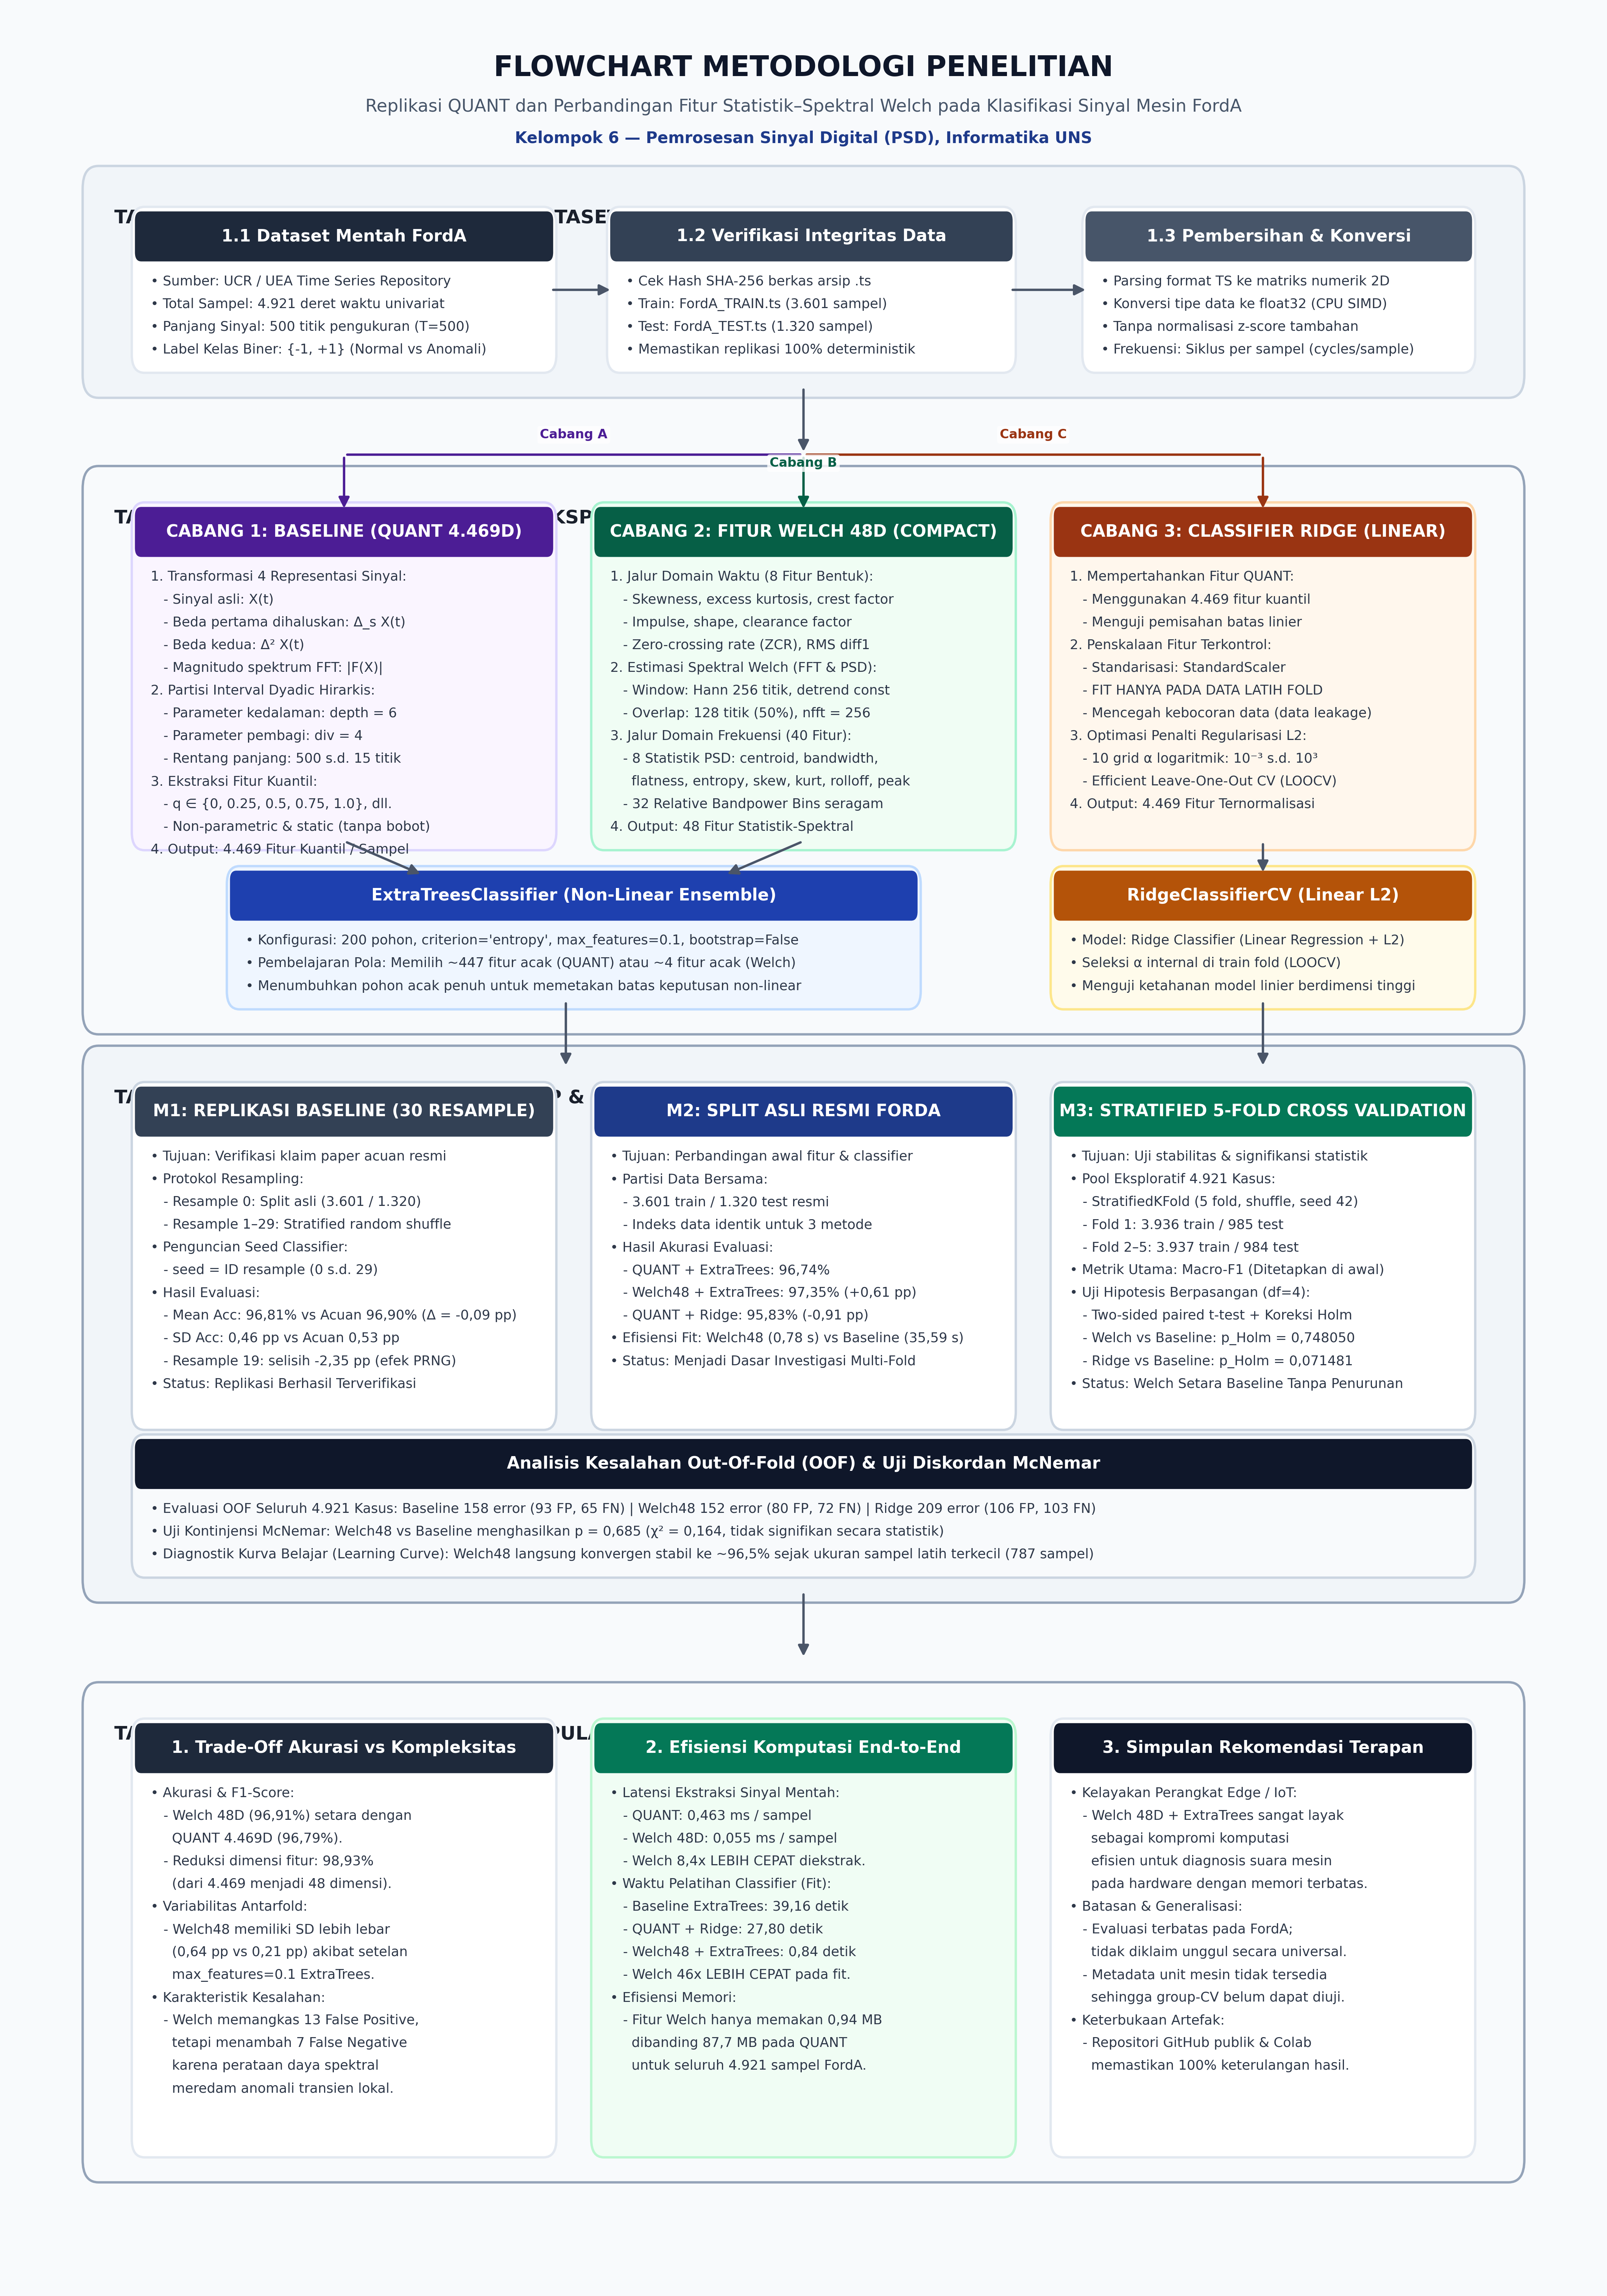 FLOWCHART METODOLOGI PENELITIAN
Replikasi QUANT dan Perbandingan Fitur Statistik–Spektral Welch pada Klasifikasi Sinyal Mesin FordA
Kelompok 6 — Pemrosesan Sinyal Digital (PSD), Informatika UNS
1.1 Dataset Mentah FordA
• Sumber: UCR / UEA Time Series Repository
• Total Sampel: 4.921 deret waktu univariat
• Panjang Sinyal: 500 titik pengukuran (T=500)
• Label Kelas Biner: {-1, +1} (Normal vs Anomali)
1.2 Verifikasi Integritas Data
• Cek Hash SHA-256 berkas arsip .ts
• Train: FordA_TRAIN.ts (3.601 sampel)
• Test: FordA_TEST.ts (1.320 sampel)
• Memastikan replikasi 100% deterministik
1.3 Pembersihan & Konversi
• Parsing format TS ke matriks numerik 2D
• Konversi tipe data ke float32 (CPU SIMD)
• Tanpa normalisasi z-score tambahan
• Frekuensi: Siklus per sampel (cycles/sample)
Cabang A
Cabang B
Cabang C
CABANG 1: BASELINE (QUANT 4.469D)
1. Transformasi 4 Representasi Sinyal:
- Sinyal asli: X(t)
- Beda pertama dihaluskan: Δ_s X(t)
- Beda kedua: Δ² X(t)
- Magnitudo spektrum FFT: |F(X)|
2. Partisi Interval Dyadic Hirarkis:
- Parameter kedalaman: depth = 6
- Parameter pembagi: div = 4
- Rentang panjang: 500 s.d. 15 titik
3. Ekstraksi Fitur Kuantil:
- q ∈ {0, 0.25, 0.5, 0.75, 1.0}, dll.
- Non-parametric & static (tanpa bobot)
4. Output: 4.469 Fitur Kuantil / Sampel
CABANG 2: FITUR WELCH 48D (COMPACT)
1. Jalur Domain Waktu (8 Fitur Bentuk):
- Skewness, excess kurtosis, crest factor
- Impulse, shape, clearance factor
- Zero-crossing rate (ZCR), RMS diff1
2. Estimasi Spektral Welch (FFT & PSD):
- Window: Hann 256 titik, detrend const
- Overlap: 128 titik (50%), nfft = 256
3. Jalur Domain Frekuensi (40 Fitur):
- 8 Statistik PSD: centroid, bandwidth,
flatness, entropy, skew, kurt, rolloff, peak
- 32 Relative Bandpower Bins seragam
4. Output: 48 Fitur Statistik-Spektral
CABANG 3: CLASSIFIER RIDGE (LINEAR)
1. Mempertahankan Fitur QUANT:
- Menggunakan 4.469 fitur kuantil
- Menguji pemisahan batas linier
2. Penskalaan Fitur Terkontrol:
- Standarisasi: StandardScaler
- FIT HANYA PADA DATA LATIH FOLD
- Mencegah kebocoran data (data leakage)
3. Optimasi Penalti Regularisasi L2:
- 10 grid α logaritmik: 10⁻³ s.d. 10³
- Efficient Leave-One-Out CV (LOOCV)
4. Output: 4.469 Fitur Ternormalisasi
ExtraTreesClassifier (Non-Linear Ensemble)
• Konfigurasi: 200 pohon, criterion='entropy', max_features=0.1, bootstrap=False
• Pembelajaran Pola: Memilih ~447 fitur acak (QUANT) atau ~4 fitur acak (Welch)
• Menumbuhkan pohon acak penuh untuk memetakan batas keputusan non-linear
RidgeClassifierCV (Linear L2)
• Model: Ridge Classifier (Linear Regression + L2)
• Seleksi α internal di train fold (LOOCV)
• Menguji ketahanan model linier berdimensi tinggi
M1: REPLIKASI BASELINE (30 RESAMPLE)
• Tujuan: Verifikasi klaim paper acuan resmi
• Protokol Resampling:
- Resample 0: Split asli (3.601 / 1.320)
- Resample 1–29: Stratified random shuffle
• Penguncian Seed Classifier:
- seed = ID resample (0 s.d. 29)
• Hasil Evaluasi:
- Mean Acc: 96,81% vs Acuan 96,90% (Δ = -0,09 pp)
- SD Acc: 0,46 pp vs Acuan 0,53 pp
- Resample 19: selisih -2,35 pp (efek PRNG)
• Status: Replikasi Berhasil Terverifikasi
M2: SPLIT ASLI RESMI FORDA
• Tujuan: Perbandingan awal fitur & classifier
• Partisi Data Bersama:
- 3.601 train / 1.320 test resmi
- Indeks data identik untuk 3 metode
• Hasil Akurasi Evaluasi:
- QUANT + ExtraTrees: 96,74%
- Welch48 + ExtraTrees: 97,35% (+0,61 pp)
- QUANT + Ridge: 95,83% (-0,91 pp)
• Efisiensi Fit: Welch48 (0,78 s) vs Baseline (35,59 s)
• Status: Menjadi Dasar Investigasi Multi-Fold
M3: STRATIFIED 5-FOLD CROSS VALIDATION
• Tujuan: Uji stabilitas & signifikansi statistik
• Pool Eksploratif 4.921 Kasus:
- StratifiedKFold (5 fold, shuffle, seed 42)
- Fold 1: 3.936 train / 985 test
- Fold 2–5: 3.937 train / 984 test
• Metrik Utama: Macro-F1 (Ditetapkan di awal)
• Uji Hipotesis Berpasangan (df=4):
- Two-sided paired t-test + Koreksi Holm
- Welch vs Baseline: p_Holm = 0,748050
- Ridge vs Baseline: p_Holm = 0,071481
• Status: Welch Setara Baseline Tanpa Penurunan
Analisis Kesalahan Out-Of-Fold (OOF) & Uji Diskordan McNemar
• Evaluasi OOF Seluruh 4.921 Kasus: Baseline 158 error (93 FP, 65 FN) | Welch48 152 error (80 FP, 72 FN) | Ridge 209 error (106 FP, 103 FN)
• Uji Kontinjensi McNemar: Welch48 vs Baseline menghasilkan p = 0,685 (χ² = 0,164, tidak signifikan secara statistik)
• Diagnostik Kurva Belajar (Learning Curve): Welch48 langsung konvergen stabil ke ~96,5% sejak ukuran sampel latih terkecil (787 sampel)
1. Trade-Off Akurasi vs Kompleksitas
• Akurasi & F1-Score:
- Welch 48D (96,91%) setara dengan
QUANT 4.469D (96,79%).
- Reduksi dimensi fitur: 98,93%
(dari 4.469 menjadi 48 dimensi).
• Variabilitas Antarfold:
- Welch48 memiliki SD lebih lebar
(0,64 pp vs 0,21 pp) akibat setelan
max_features=0.1 ExtraTrees.
• Karakteristik Kesalahan:
- Welch memangkas 13 False Positive,
tetapi menambah 7 False Negative
karena perataan daya spektral
meredam anomali transien lokal.
2. Efisiensi Komputasi End-to-End
• Latensi Ekstraksi Sinyal Mentah:
- QUANT: 0,463 ms / sampel
- Welch 48D: 0,055 ms / sampel
- Welch 8,4x LEBIH CEPAT diekstrak.
• Waktu Pelatihan Classifier (Fit):
- Baseline ExtraTrees: 39,16 detik
- QUANT + Ridge: 27,80 detik
- Welch48 + ExtraTrees: 0,84 detik
- Welch 46x LEBIH CEPAT pada fit.
• Efisiensi Memori:
- Fitur Welch hanya memakan 0,94 MB
dibanding 87,7 MB pada QUANT
untuk seluruh 4.921 sampel FordA.
3. Simpulan Rekomendasi Terapan
• Kelayakan Perangkat Edge / IoT:
- Welch 48D + ExtraTrees sangat layak
sebagai kompromi komputasi
efisien untuk diagnosis suara mesin
pada hardware dengan memori terbatas.
• Batasan & Generalisasi:
- Evaluasi terbatas pada FordA;
tidak diklaim unggul secara universal.
- Metadata unit mesin tidak tersedia
sehingga group-CV belum dapat diuji.
• Keterbukaan Artefak:
- Repositori GitHub publik & Colab
memastikan 100% keterulangan hasil.